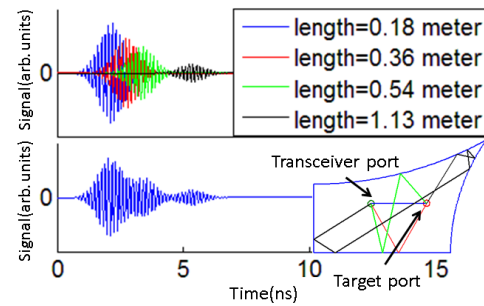 Signal(arb.units)
0
length=0.18 meter
length=0.36 meter
length=0.54 meter
length=1.13 meter
Signal(arb.units)
0
Transceiver port
Target port
0
5
10
15
Time(ns)